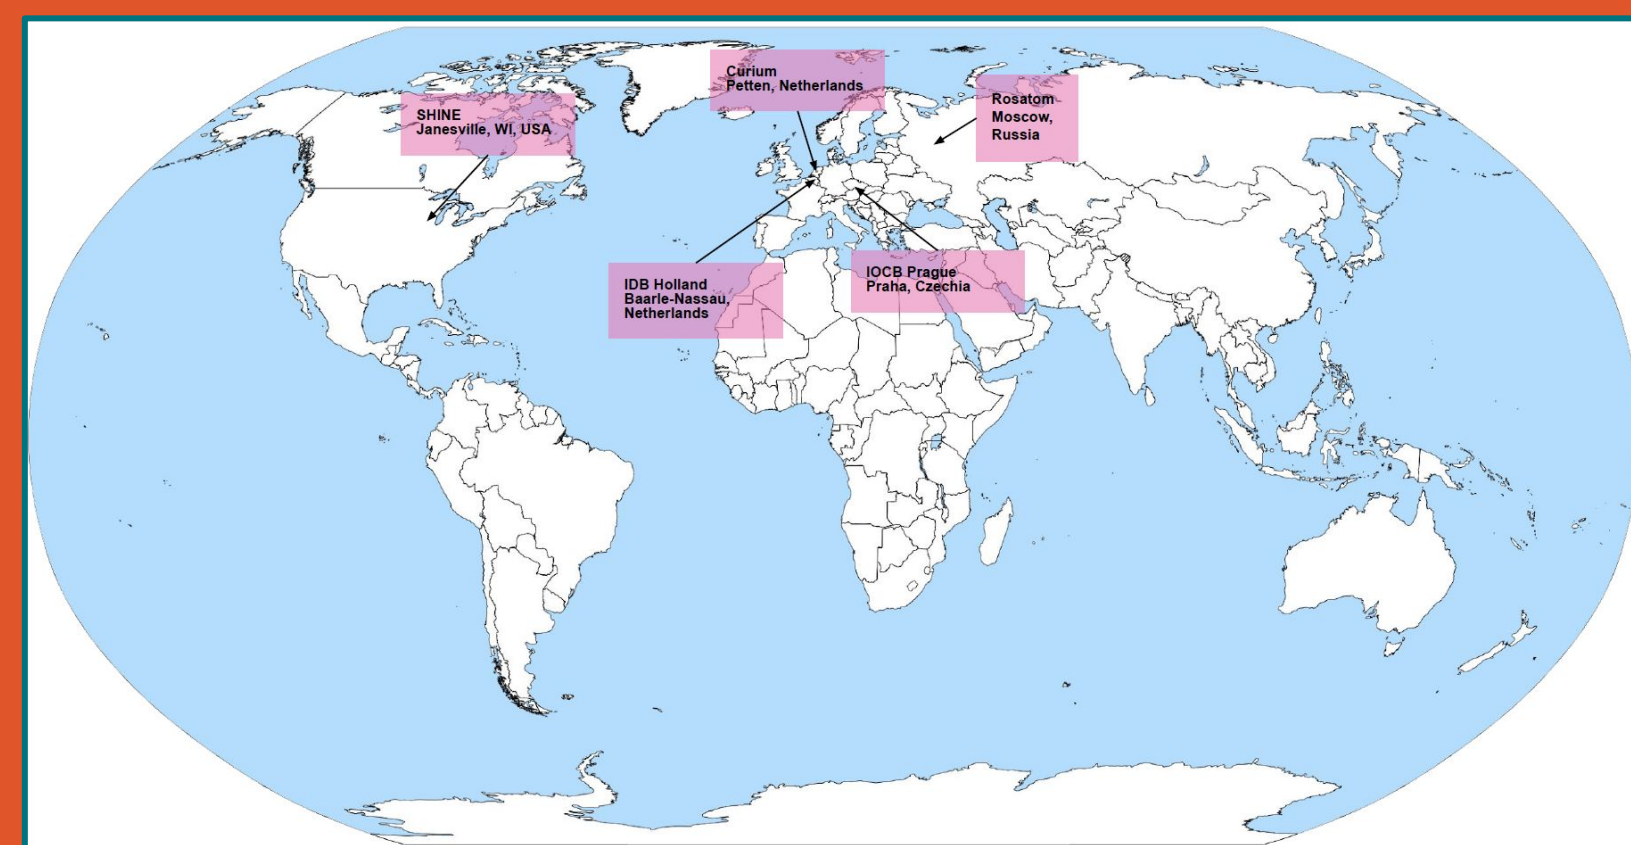 Curium
Petten, Netherlands
SHINE
Janesville, WI, USA
Rosatom
Moscow,
Russia
IDB Holland
Baarle-Nassau,
Netherlands
IOCB Prague
Praha, Czechia